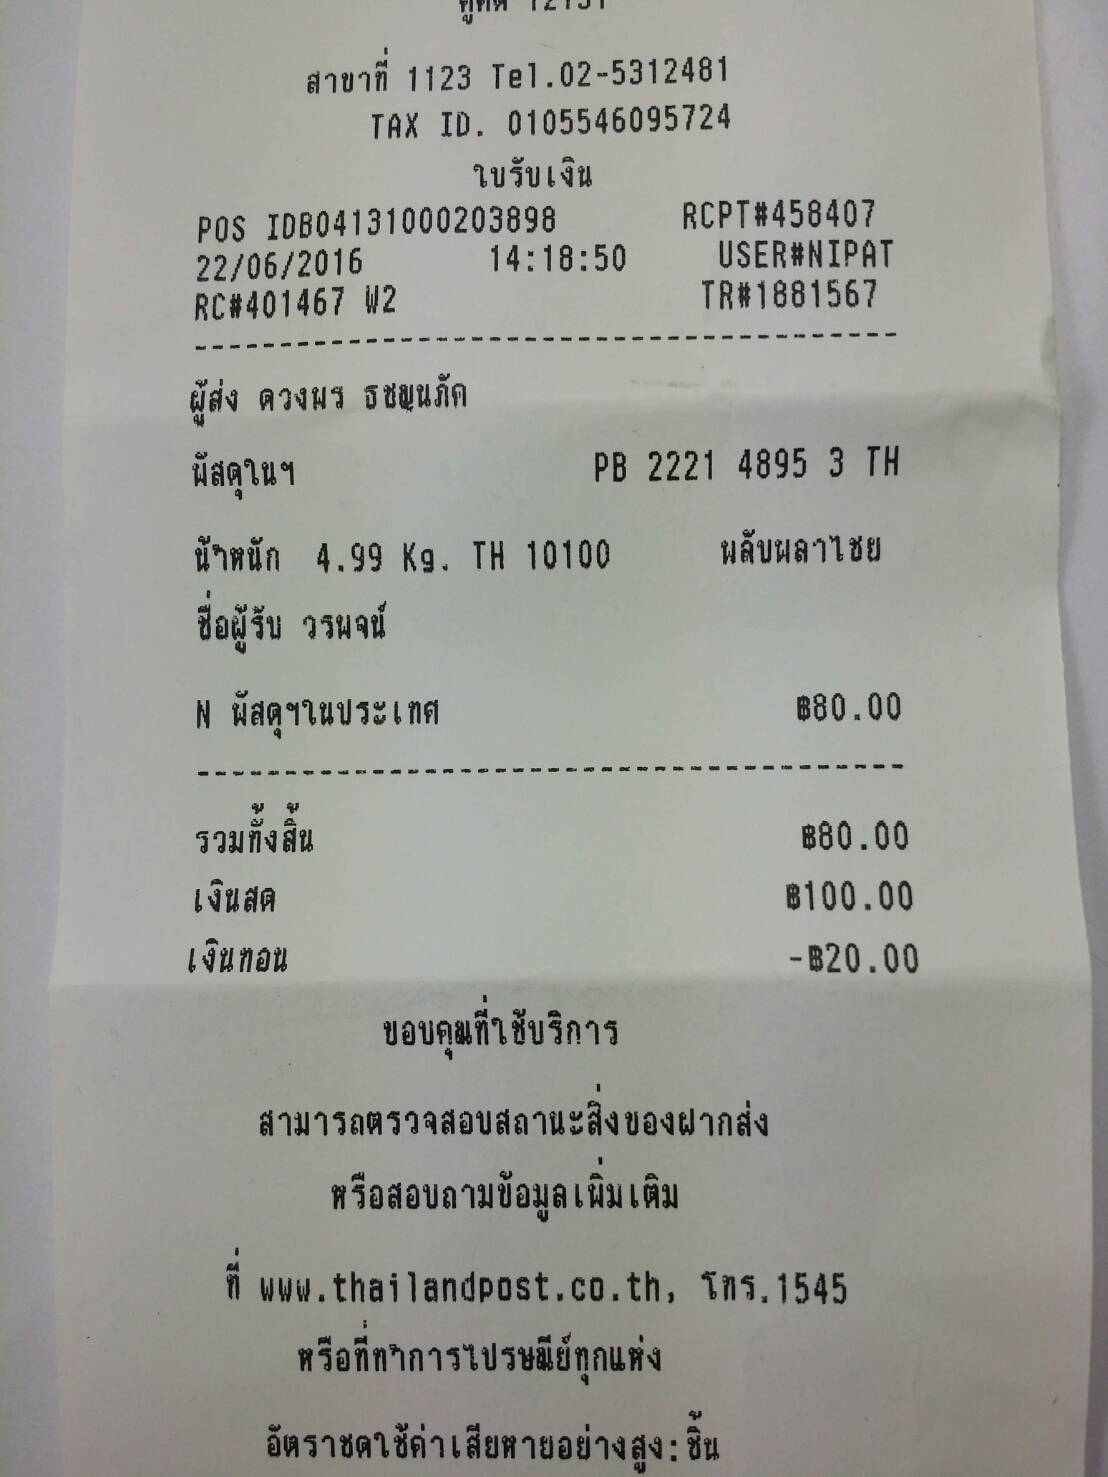 คูคต 12131
สาขาที่ 1123 Tel.02-5312481
TAX ID. 0105546095724
ใบรับเงิน
POS IDB04131000203898 RCPT#458407
22/06/2016 14:18:50 USER#NIPAT
RC#401467 W2 TR#1881567
ผู้ส่ง ดวงพร
พัสดุในฯ PB 2221 4895 3 TH
น้ำหนัก 4.99 Kg. TH 10100 พลับพลาไชย
ชื่อผู้รับ วรพจน์
N พัสดุฯในประเทศ ฿80.00
รวมทั้งสิ้น ฿80.00
เงินสด ฿100.00
เงินทอน -฿20.00
ขอบคุณที่ใช้บริการ
สามารถตรวจสอบสถานะสิ่งของฝากส่ง
หรือสอบถามข้อมูลเพิ่มเติม
ที่ www.thailandpost.co.th, โทร.1545
หรือที่ทำการไปรษณีย์ทุกแห่ง
อัตราชดใช้ค่าเสียหายอย่างสูง:ชิ้น